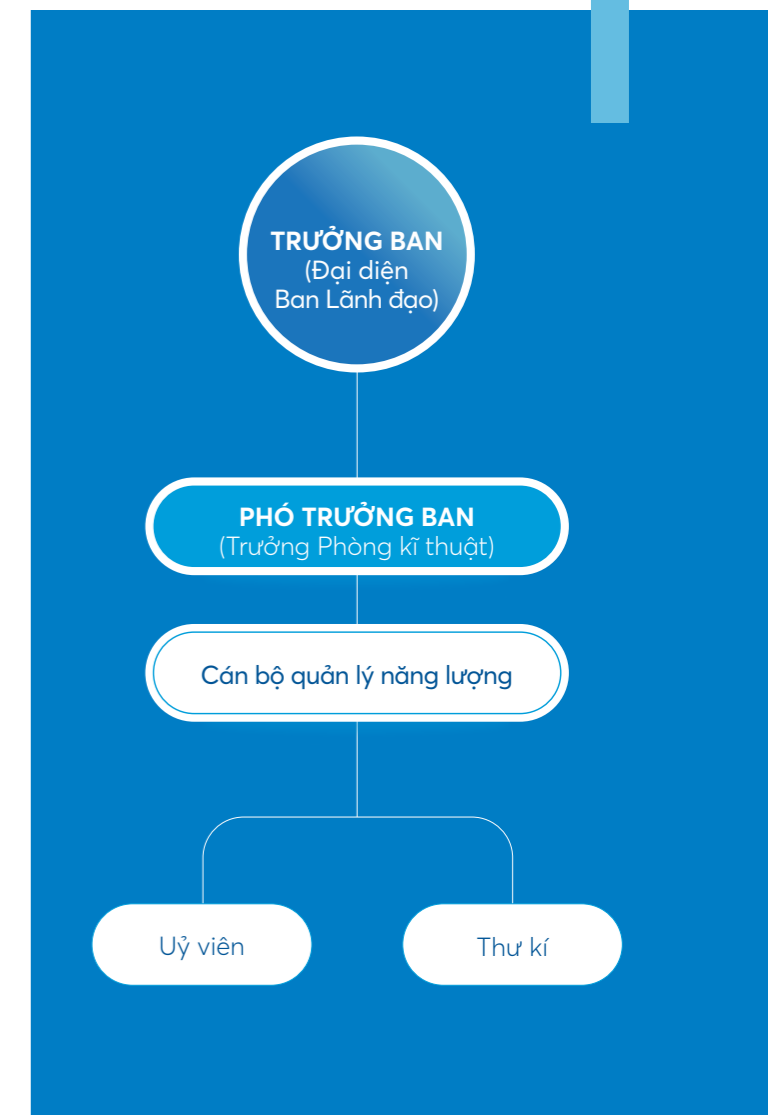 TRƯỞNG BAN
(Đại diện
Ban Lãnh đạo)
PHÓ TRƯỞNG BAN
(Trưởng Phòng kĩ thuật)
Cán bộ quản lý năng lượng
Uỷ viên
Thư kí